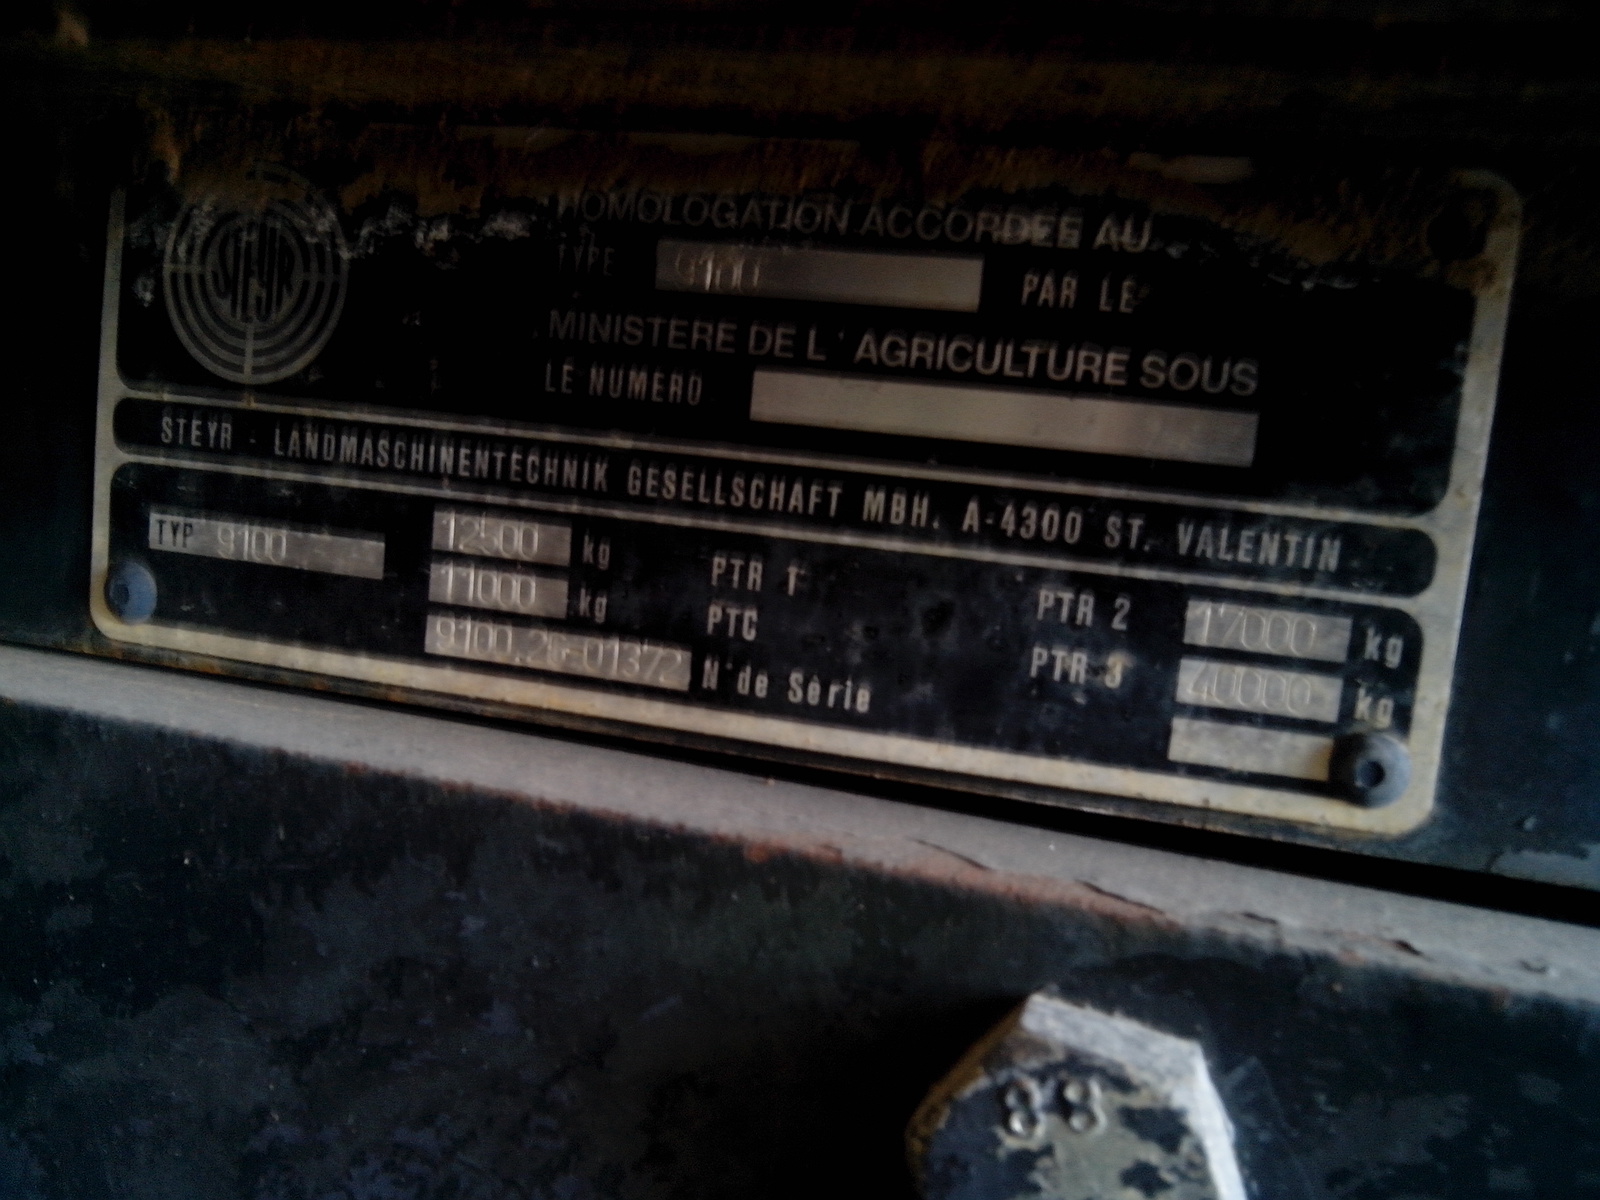 STEYR
HOMOLOGATION ACCORDEE AU
TYPE 9100 PAR LE
MINISTERE DE L' AGRICULTURE SOUS
LE NUMERO
STEYR - LANDMASCHINENTECHNIK GESELLSCHAFT MBH. A-4300 ST. VALENTIN
TYP 9100 12500 kg PTR 1 PTR 2 17000 kg
11000 kg PTC PTR 3 40000 kg
9100.26-01372 N°de Série
88